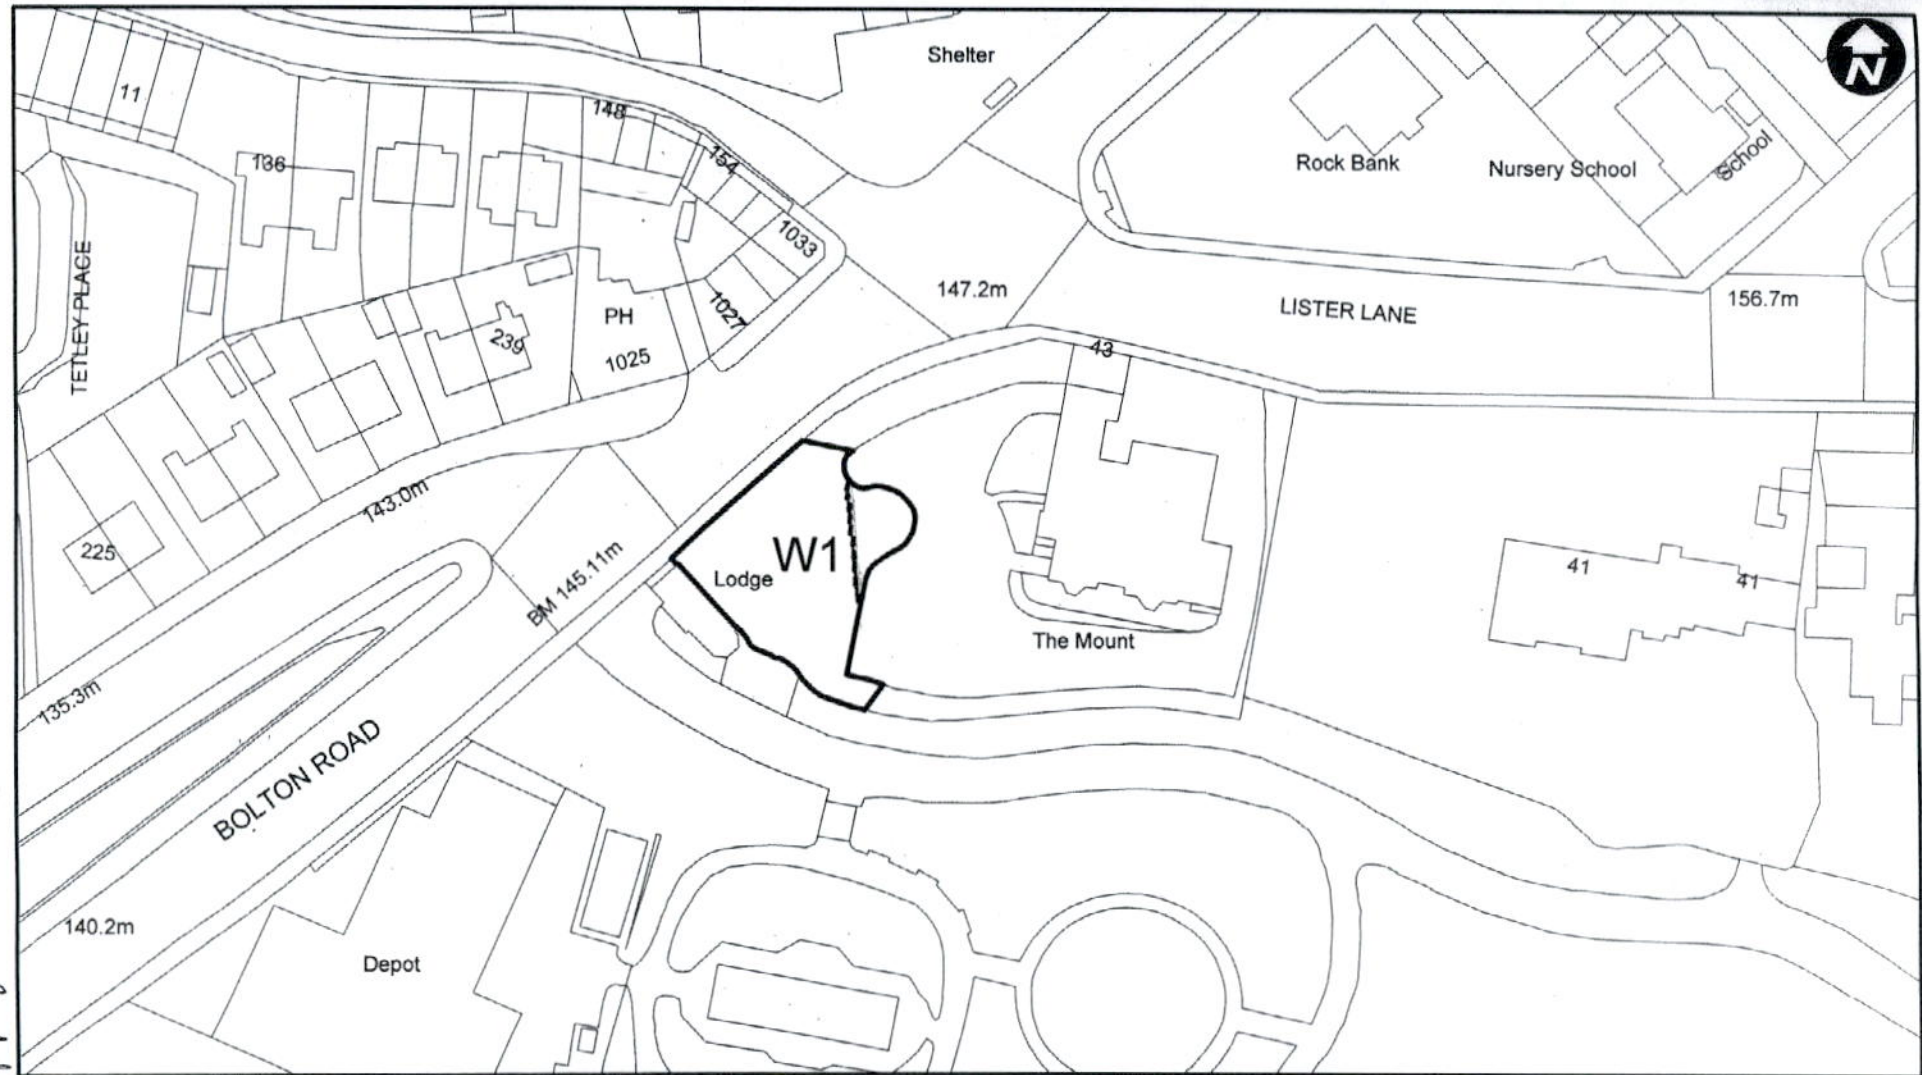 Shelter
N
11
148
136
154
Rock Bank
Nursery School
School
1033
TETLEY PLACE
147.2m
156.7m
PH
1027
LISTER LANE
239
1025
43
143.0m
225
W1
Lodge
BM 145.11m
41
41
The Mount
135.3m
BOLTON ROAD
140.2m
Depot